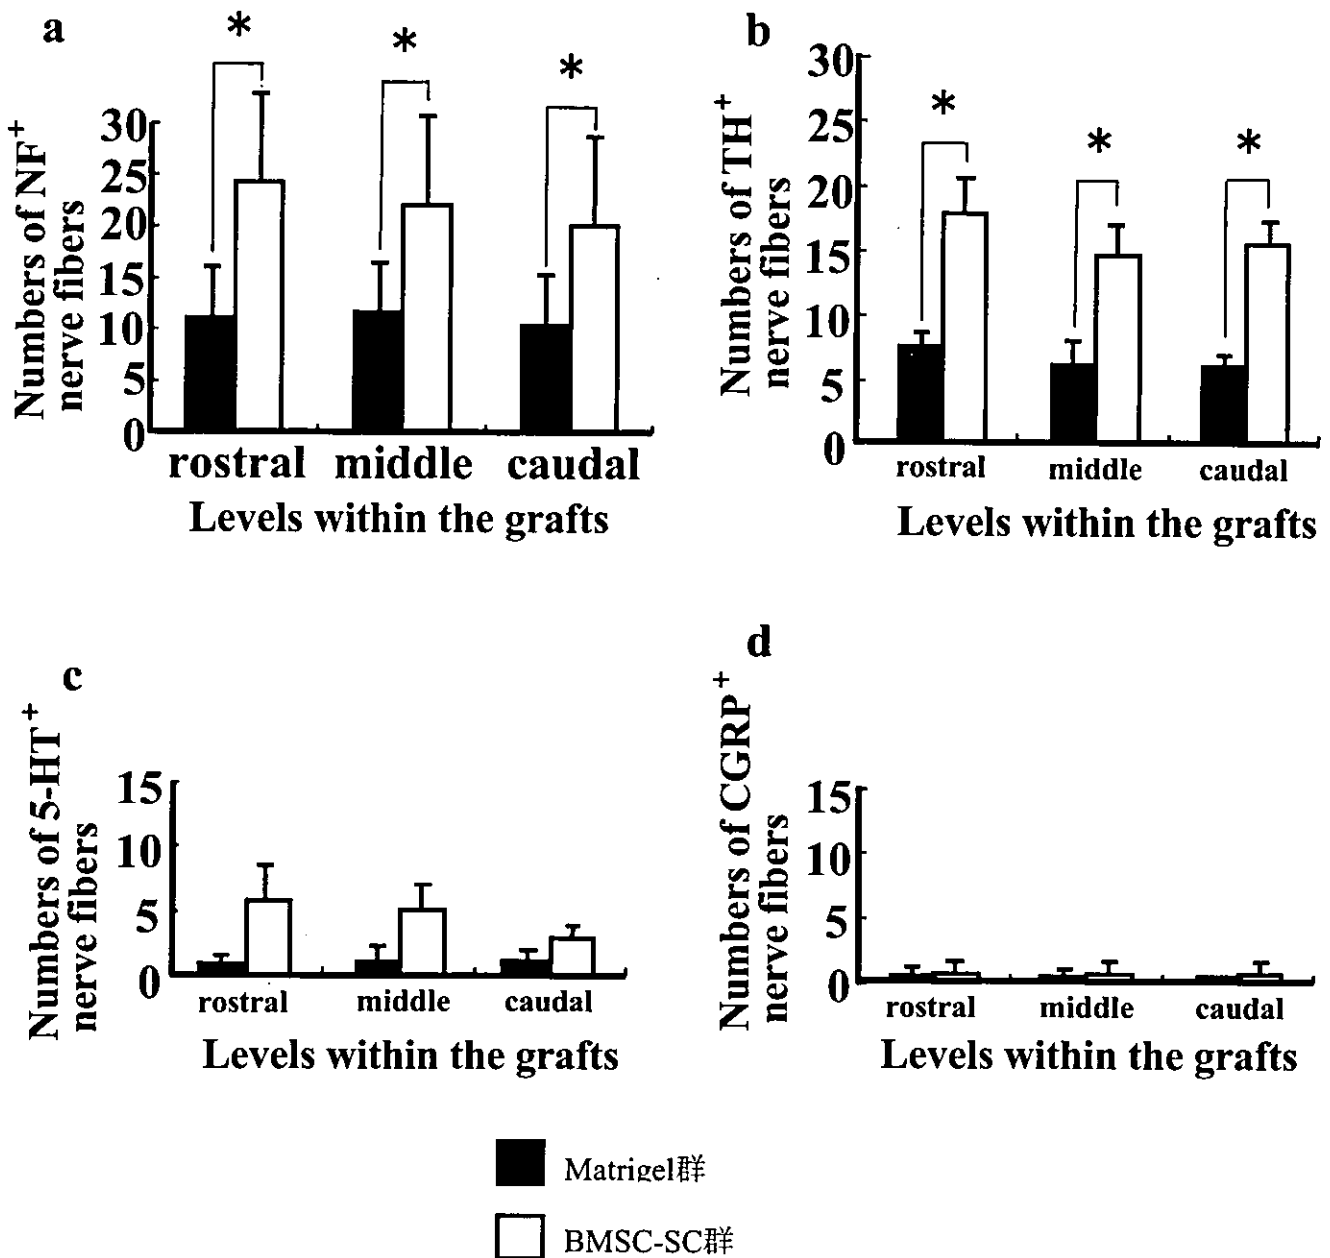 a
* * *
Numbers of NF+
nerve fibers
30
25
20
15
10
5
0
rostral middle caudal
Levels within the grafts
b
* * *
Numbers of TH+
nerve fibers
30
25
20
15
10
5
0
rostral middle caudal
Levels within the grafts
c
Numbers of 5-HT+
nerve fibers
15
10
5
0
rostral middle caudal
Levels within the grafts
d
Numbers of CGRP+
nerve fibers
15
10
5
0
rostral middle caudal
Levels within the grafts
Matrigel群
BMSC-SC群